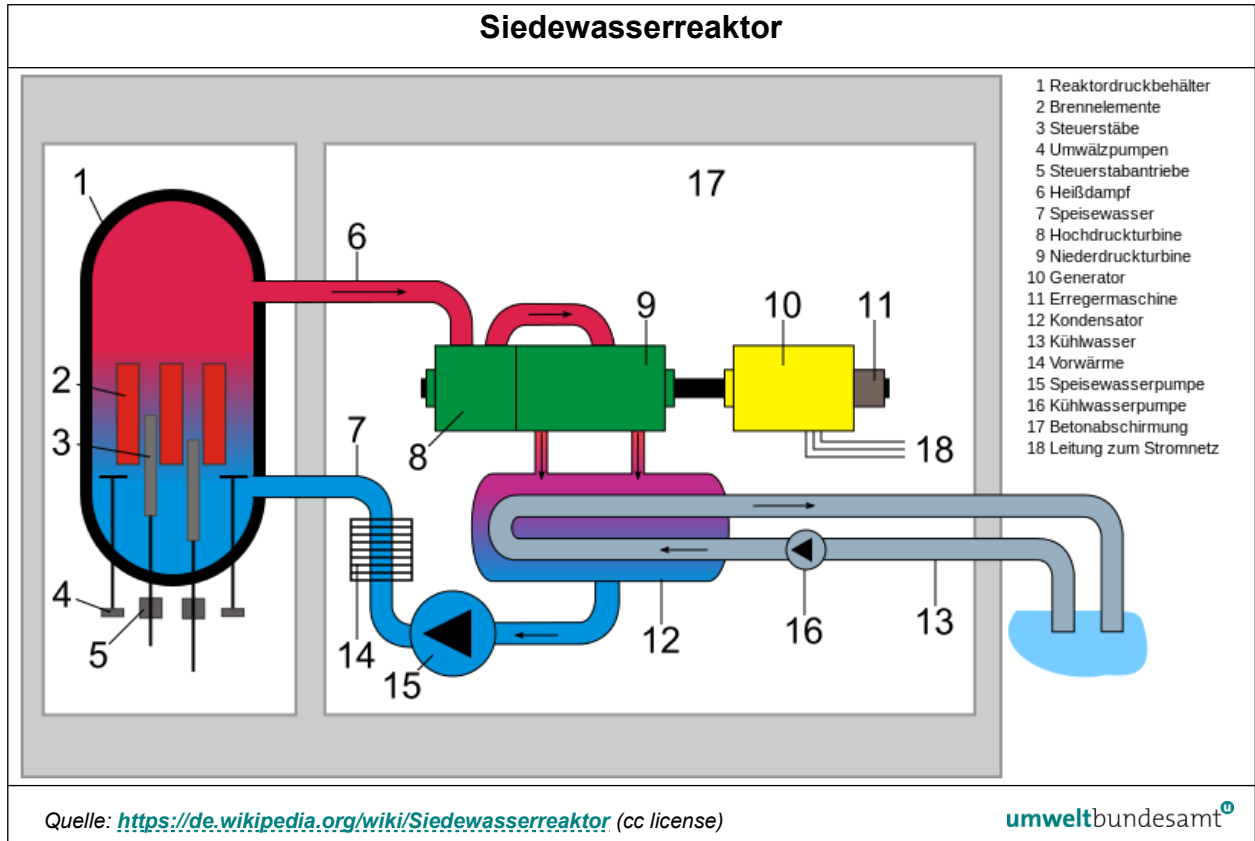 Siedewasserreaktor
1 Reaktordruckbehälter
2 Brennelemente
3 Steuerstäbe
4 Umwälzpumpen
5 Steuerstabantriebe
6 Heißdampf
7 Speisewasser
8 Hochdruckturbine
9 Niederdruckturbine
10 Generator
11 Erregermaschine
12 Kondensator
13 Kühlwasser
14 Vorwärme
15 Speisewasserpumpe
16 Kühlwasserpumpe
17 Betonabschirmung
18 Leitung zum Stromnetz
1
17
6
9
10
11
2
3
7
8
18
4
5
14
15
12
16
13
Quelle: https://de.wikipedia.org/wiki/Siedewasserreaktor (cc license)
umweltbundesamt u